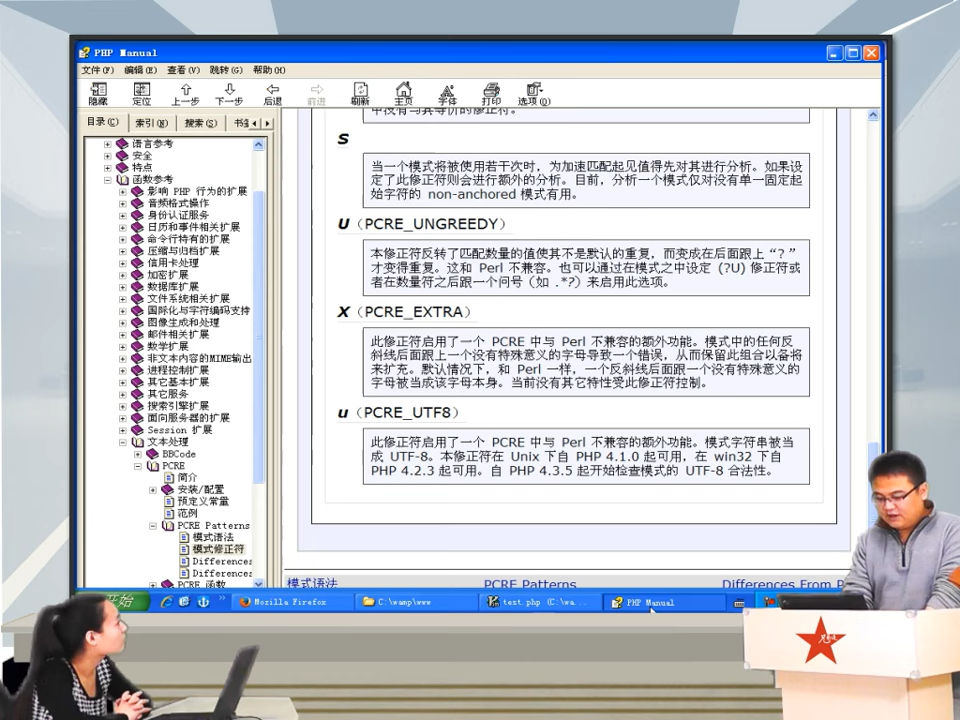 PHP Manual
文件(F) 编辑(E) 查看(V) 跳转(G) 帮助(H)
隐藏 定位 上一步 下一步 后退 前进 刷新 主页 字体 打印 选项(O)
目录(C) 索引(N) 搜索(S) 书签
语言参考
安全
特点
函数参考
影响 PHP 行为的扩展
音频格式操作
身份认证服务
日历和事件相关扩展
命令行特有的扩展
压缩与归档扩展
信用卡处理
加密扩展
数据库扩展
文件系统相关扩展
国际化与字符编码支持
图像生成和处理
邮件相关扩展
数学扩展
非文本内容的MIME输出
进程控制扩展
其它基本扩展
其它服务
搜索引擎扩展
面向服务器的扩展
Session 扩展
文本处理
BBCode
PCRE
简介
安装/配置
预定义常量
范例
PCRE Patterns
模式语法
模式修正符
Differences
Differences
PCRE 函数
中没有与其等价的修正符。
S
当一个模式将被使用若干次时，为加速匹配起见值得先对其进行分析。如果设
定了此修正符则会进行额外的分析。目前，分析一个模式仅对没有单一固定起
始字符的 non-anchored 模式有用。
U（PCRE_UNGREEDY）
本修正符反转了匹配数量的值使其不是默认的重复，而变成在后面跟上“?”
才变得重复。这和 Perl 不兼容。也可以通过在模式之中设定 (?U) 修正符或
者在数量符之后跟一个问号（如 .*?）来启用此选项。
X（PCRE_EXTRA）
此修正符启用了一个 PCRE 中与 Perl 不兼容的额外功能。模式中的任何反
斜线后面跟上一个没有特殊意义的字母导致一个错误，从而保留此组合以备将
来扩充。默认情况下，和 Perl 一样，一个反斜线后面跟一个没有特殊意义的
字母被当成该字母本身。当前没有其它特性受此修正符控制。
u（PCRE_UTF8）
此修正符启用了一个 PCRE 中与 Perl 不兼容的额外功能。模式字符串被当
成 UTF-8。本修正符在 Unix 下自 PHP 4.1.0 起可用，在 win32 下自
PHP 4.2.3 起可用。自 PHP 4.3.5 起开始检查模式的 UTF-8 合法性。
模式语法 PCRE Patterns Differences From P
开始 Mozilla Firefox C:\wamp\www test.php (C:\wa... PHP Manual